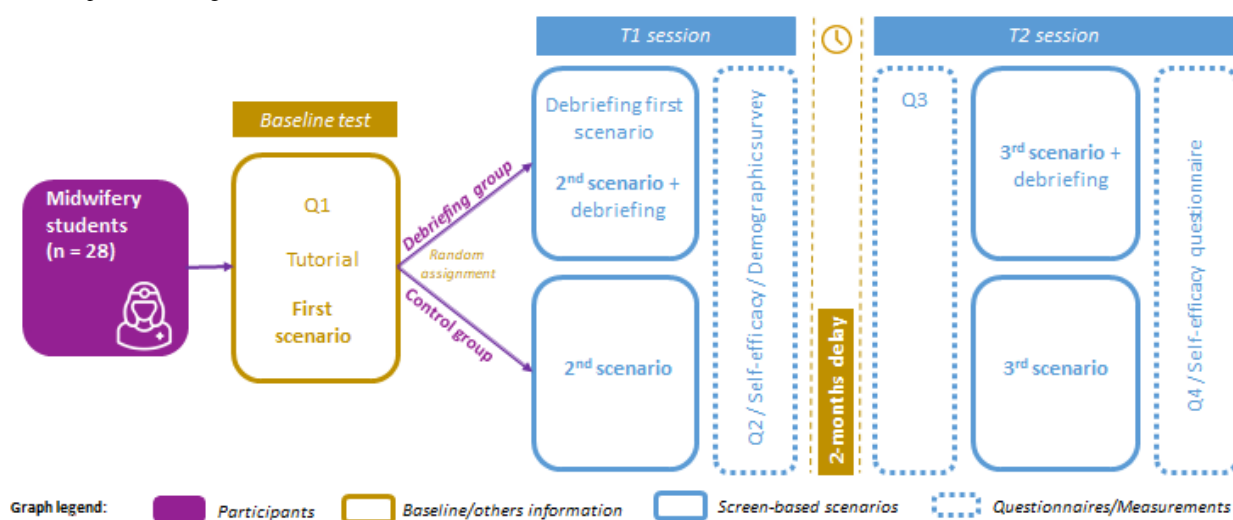 T1 session
T2 session
Baseline test
Midwifery
students
(n = 28)
Q1
Tutorial
First
scenario
Debriefing group
Random
assignment
Control group
Debriefing first
scenario
2nd scenario +
debriefing
2nd scenario
Q2 / Self-efficacy / Demographic survey
2-months delay
Q3
3rd scenario +
debriefing
3rd scenario
Q4 / Self-efficacy questionnaire
Graph legend:
Participants
Baseline/others information
Screen-based scenarios
Questionnaires/Measurements